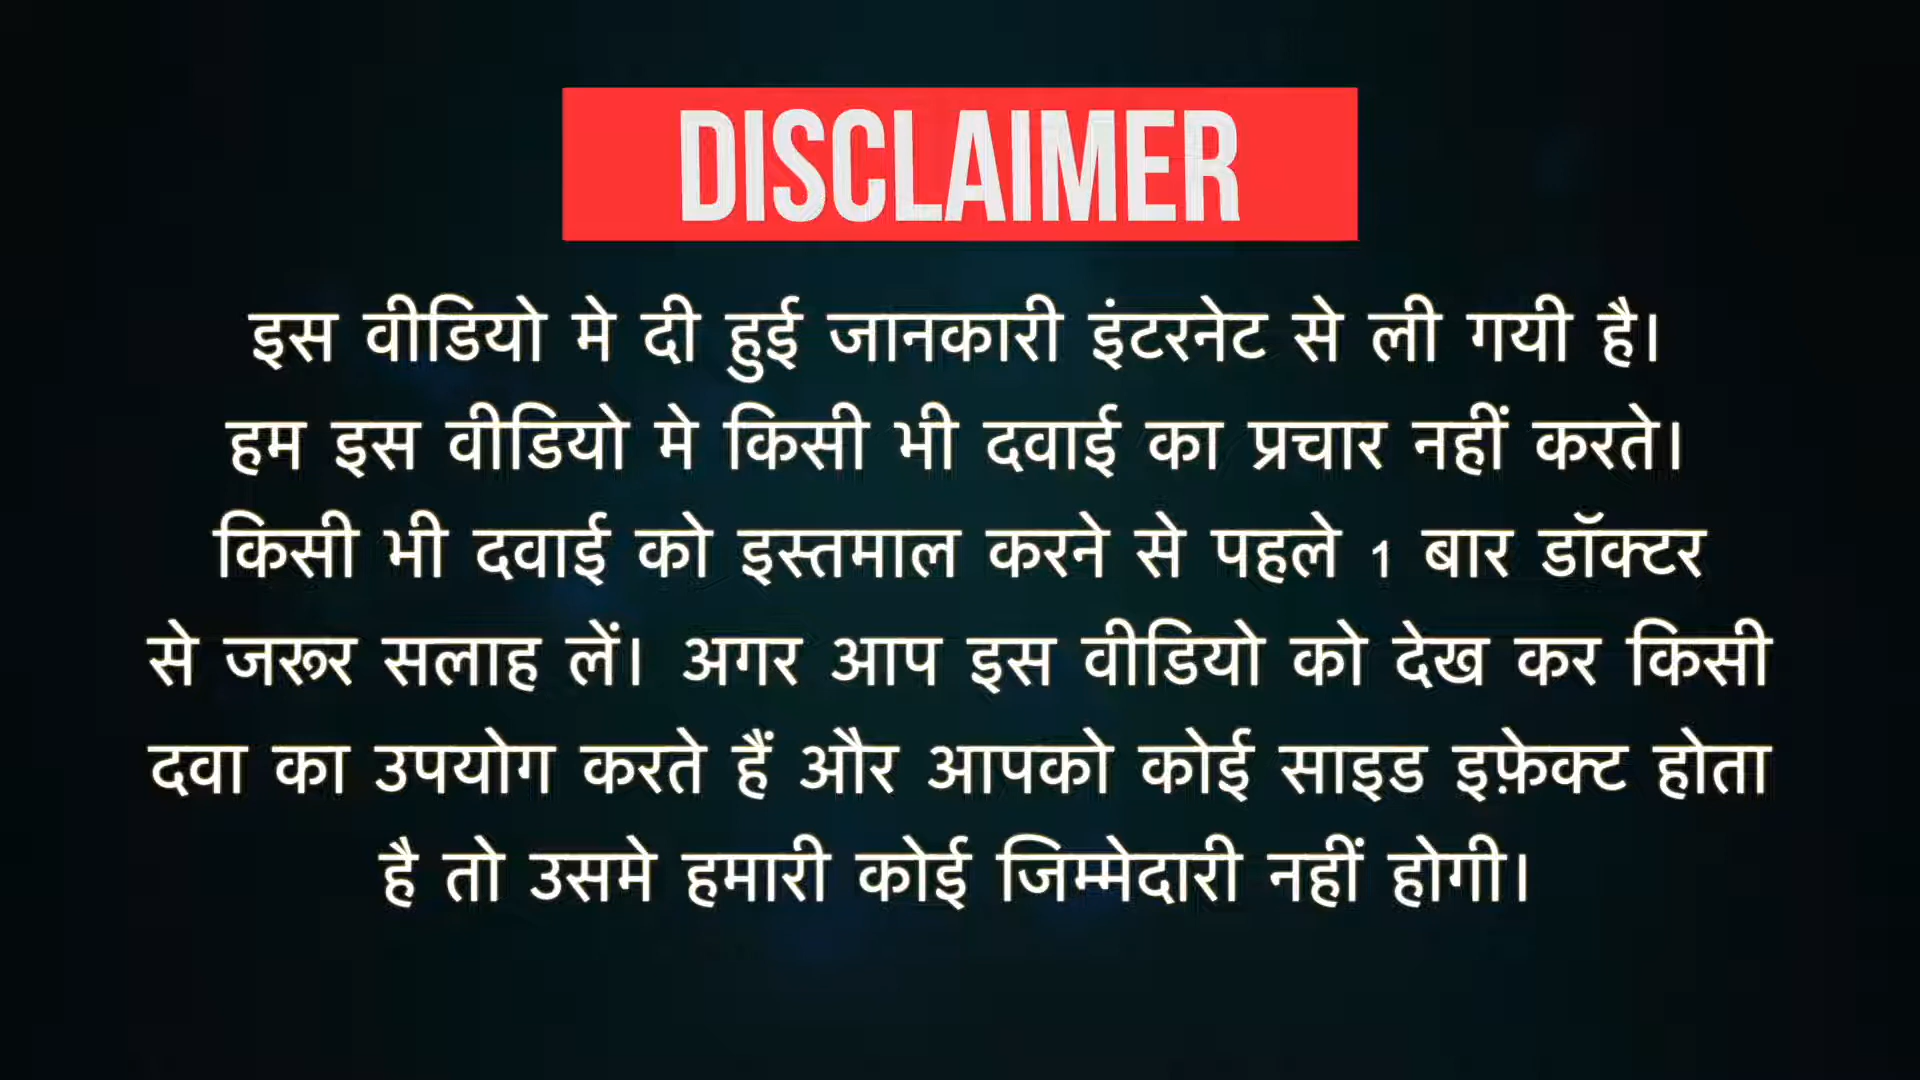 DISCLAIMER
इस वीडियो मे दी हुई जानकारी इंटरनेट से ली गयी है।
हम इस वीडियो मे किसी भी दवाई का प्रचार नहीं करते।
किसी भी दवाई को इस्तमाल करने से पहले 1 बार डॉक्टर
से जरूर सलाह लें। अगर आप इस वीडियो को देख कर किसी
दवा का उपयोग करते हैं और आपको कोई साइड इफ़ेक्ट होता
है तो उसमे हमारी कोई जिम्मेदारी नहीं होगी।